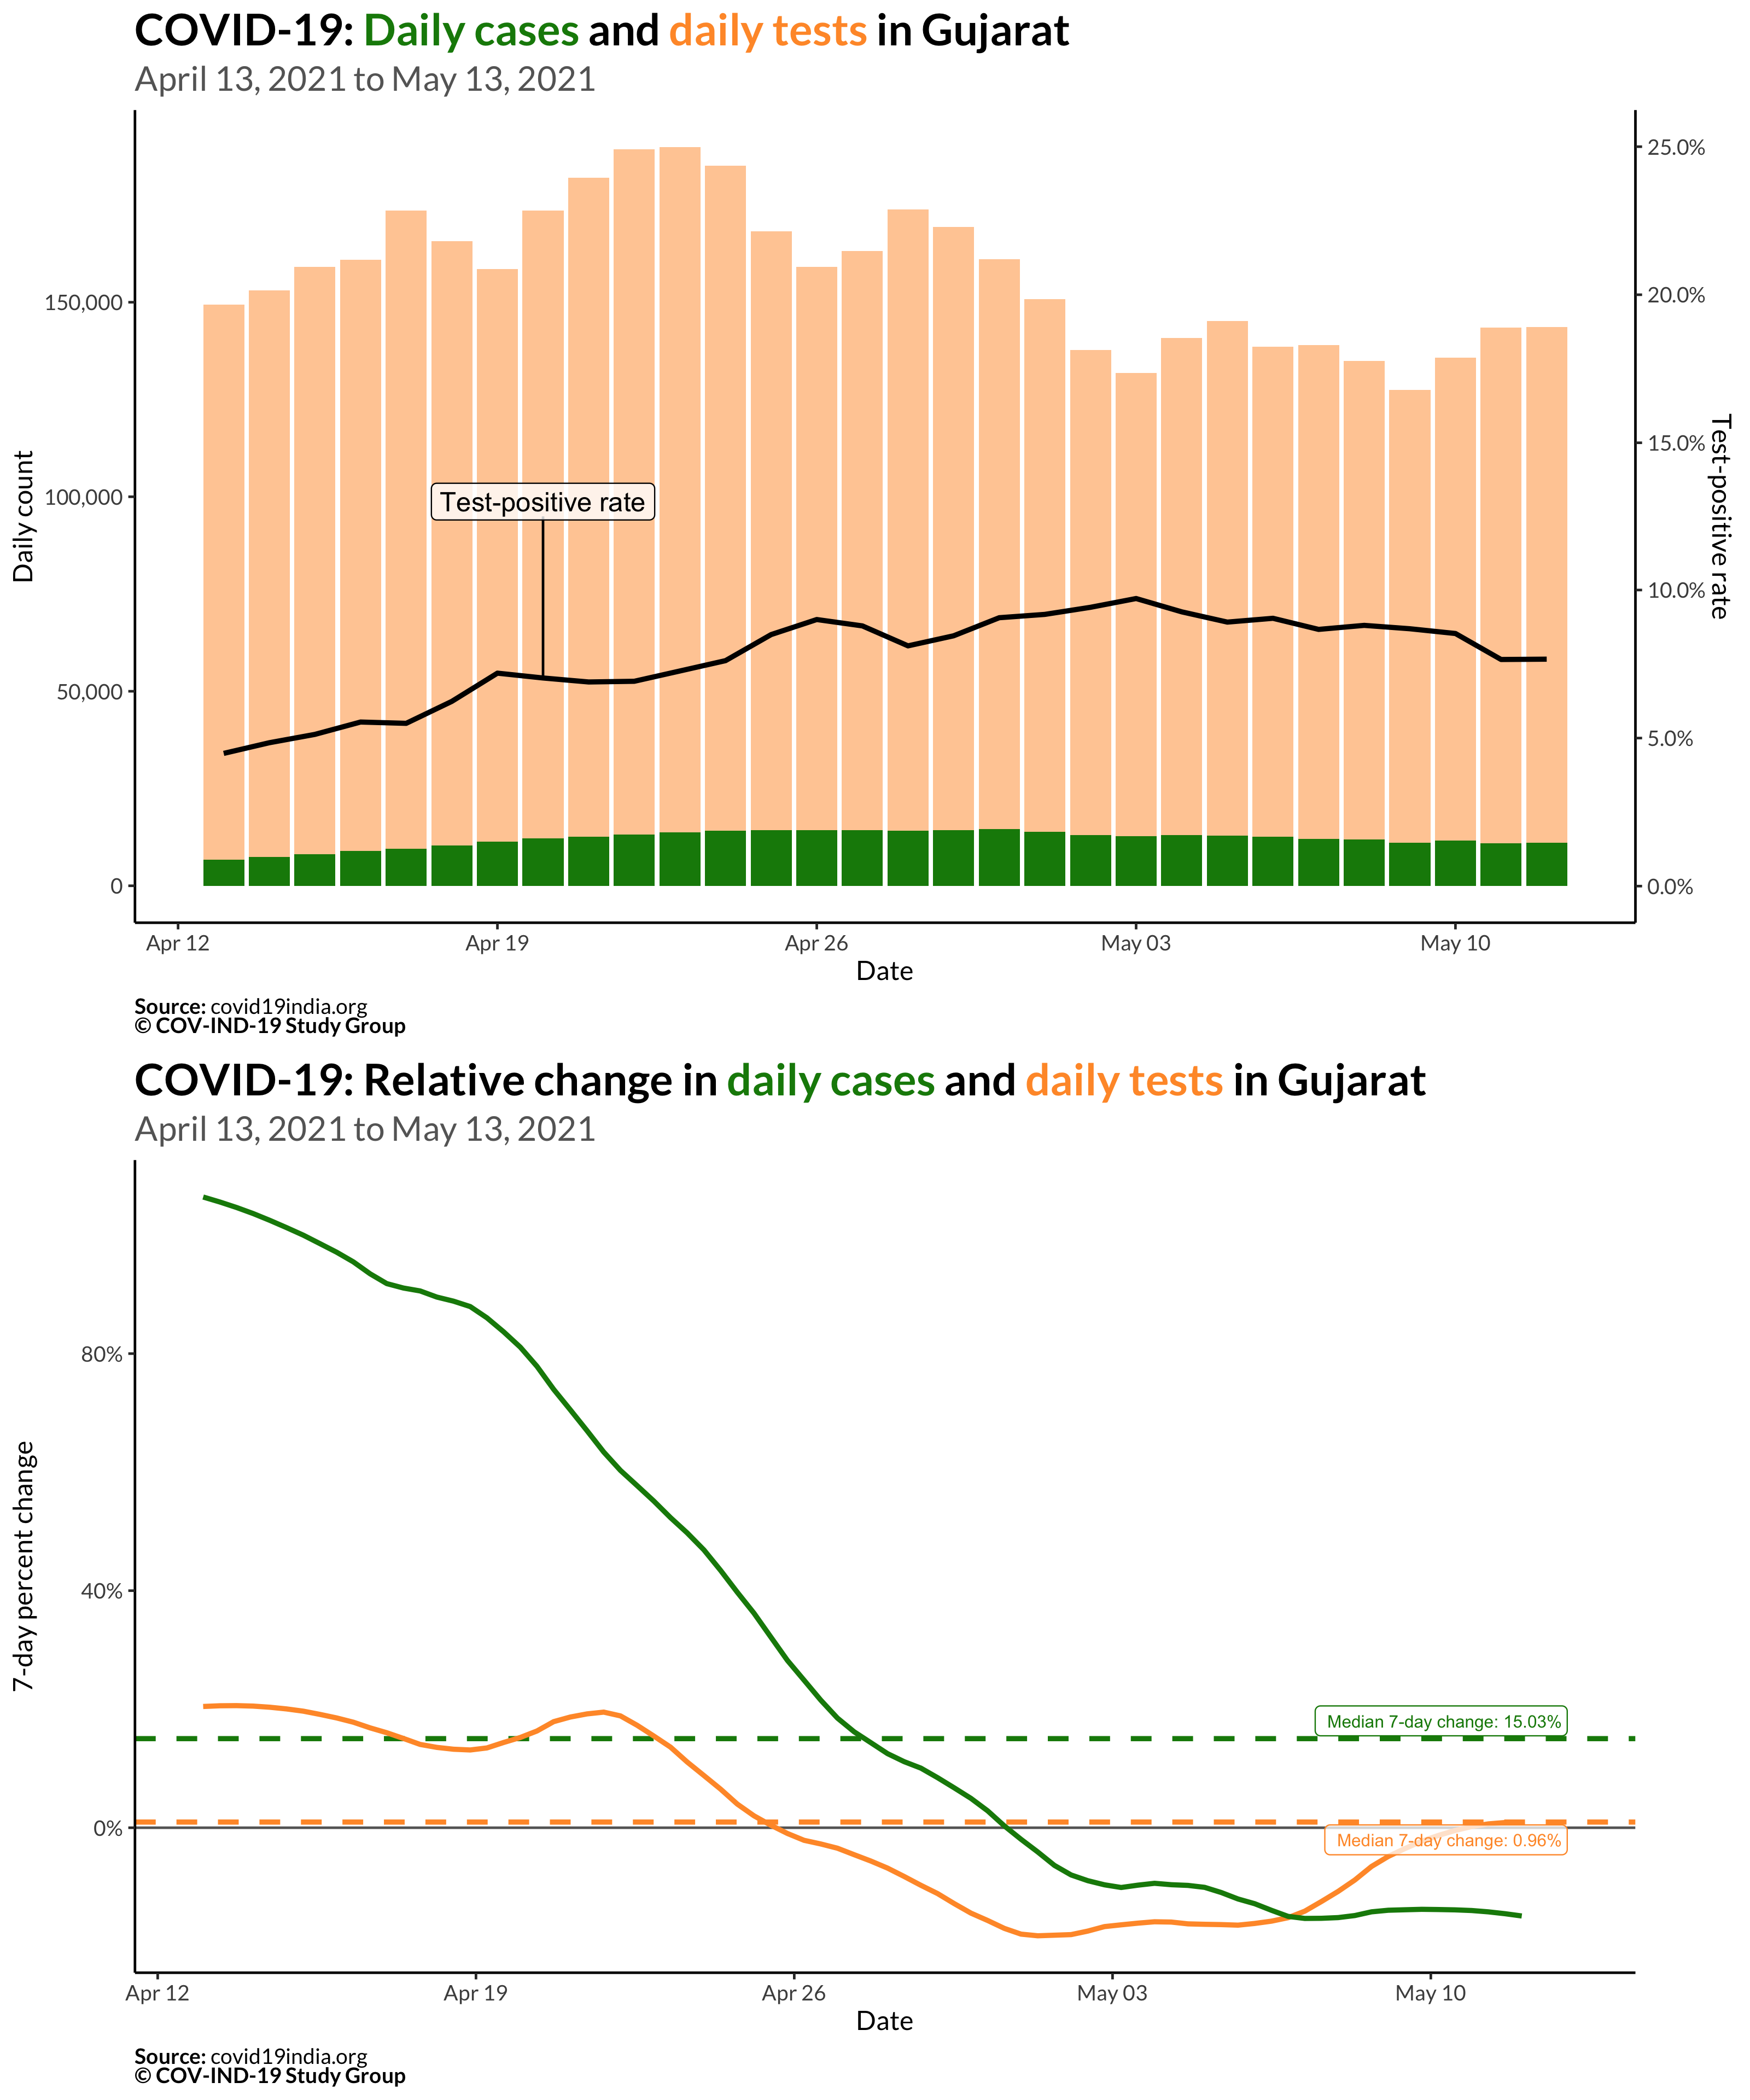 COVID-19: Daily cases and daily tests in Gujarat
April 13, 2021 to May 13, 2021
Daily count
150,000
100,000
50,000
0
Test-positive rate
25.0%
20.0%
15.0%
10.0%
5.0%
0.0%
Test-positive rate
Apr 12
Apr 19
Apr 26
May 03
May 10
Date
Source: covid19india.org
© COV-IND-19 Study Group
COVID-19: Relative change in daily cases and daily tests in Gujarat
April 13, 2021 to May 13, 2021
7-day percent change
80%
40%
0%
Median 7-day change: 15.03%
Median 7-day change: 0.96%
Apr 12
Apr 19
Apr 26
May 03
May 10
Date
Source: covid19india.org
© COV-IND-19 Study Group